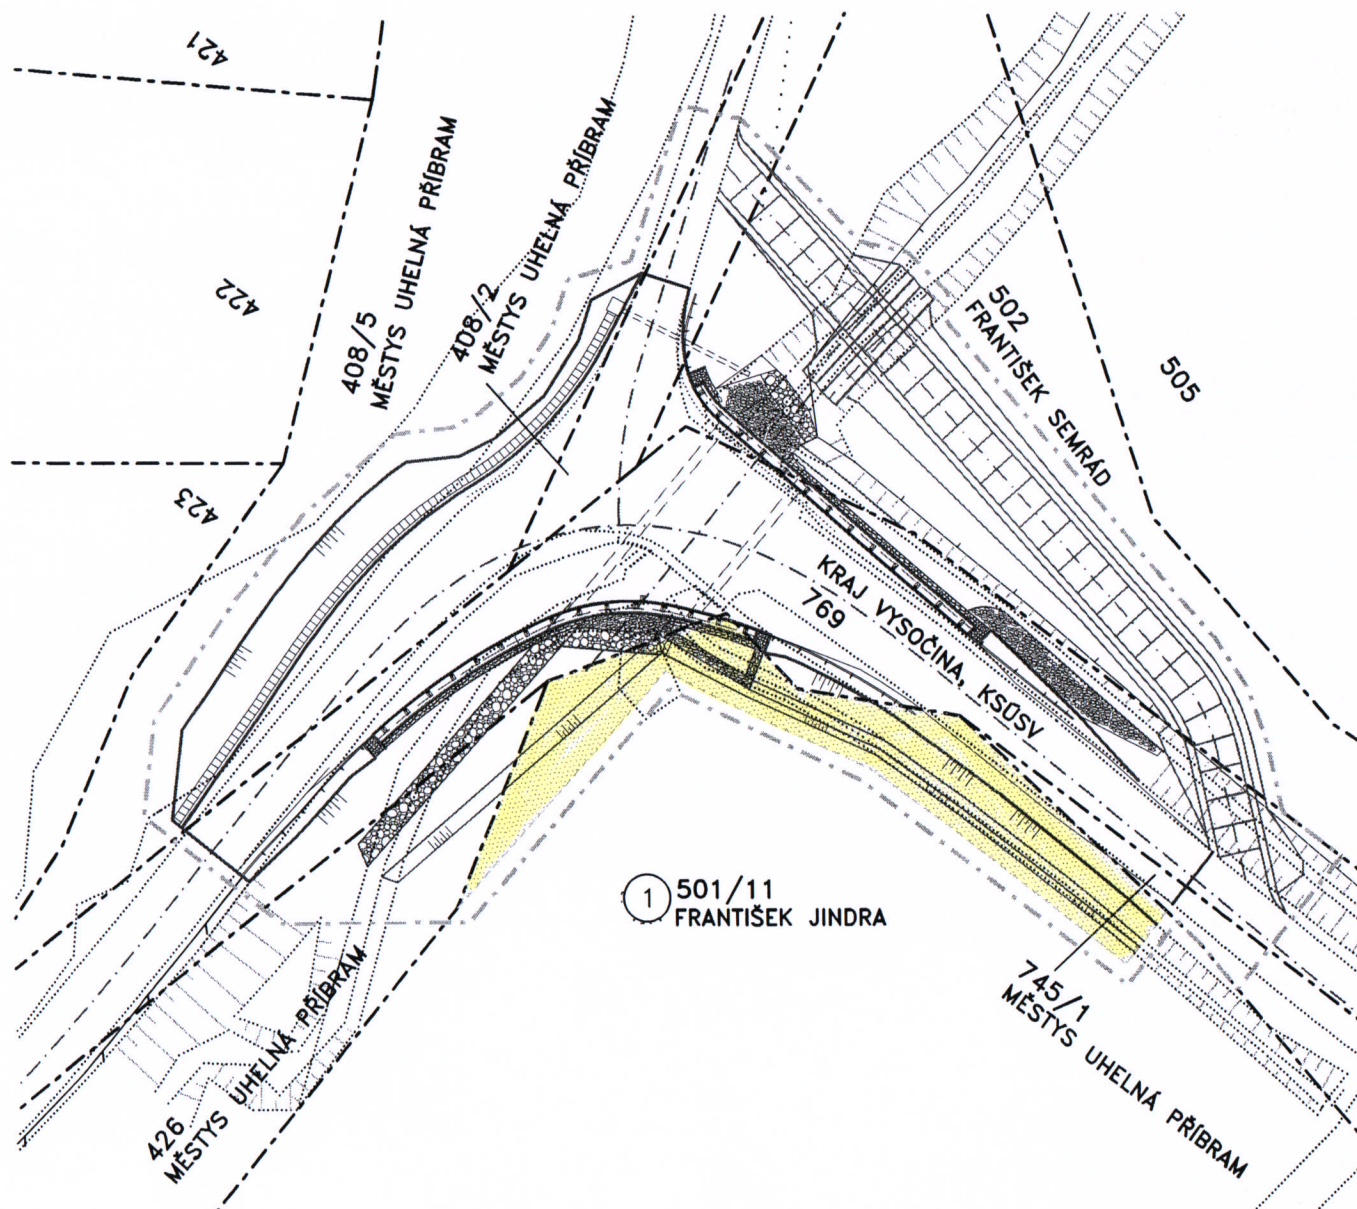 421
422
423
408/5
MĚSTYS UHELNÁ PŘÍBRAM
408/2
MĚSTYS UHELNÁ PŘÍBRAM
502
FRANTIŠEK SEMRÁD
505
KRAJ VYSOČINA, KSÚSV
769
1
501/11
FRANTIŠEK JINDRA
745/1
MĚSTYS UHELNÁ PŘÍBRAM
426
MĚSTYS UHELNÁ PŘÍBRAM